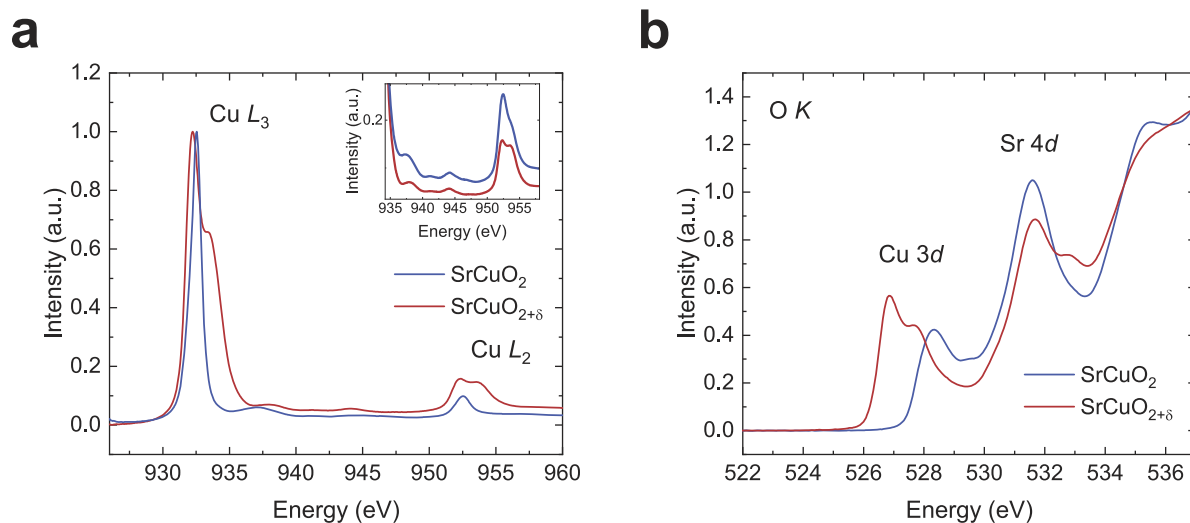 a
1.2
1.0
0.8
0.6
0.4
0.2
0.0
Intensity (a.u.)
Cu L₃
Cu L₂
SrCuO₂
SrCuO₂₊δ
930 935 940 945 950 955 960
Energy (eV)
0.2
Intensity (a.u.)
935 940 945 950 955
Energy (eV)
b
1.4
1.2
1.0
0.8
0.6
0.4
0.2
0.0
Intensity (a.u.)
O K
Cu 3d
Sr 4d
SrCuO₂
SrCuO₂₊δ
522 524 526 528 530 532 534 536
Energy (eV)